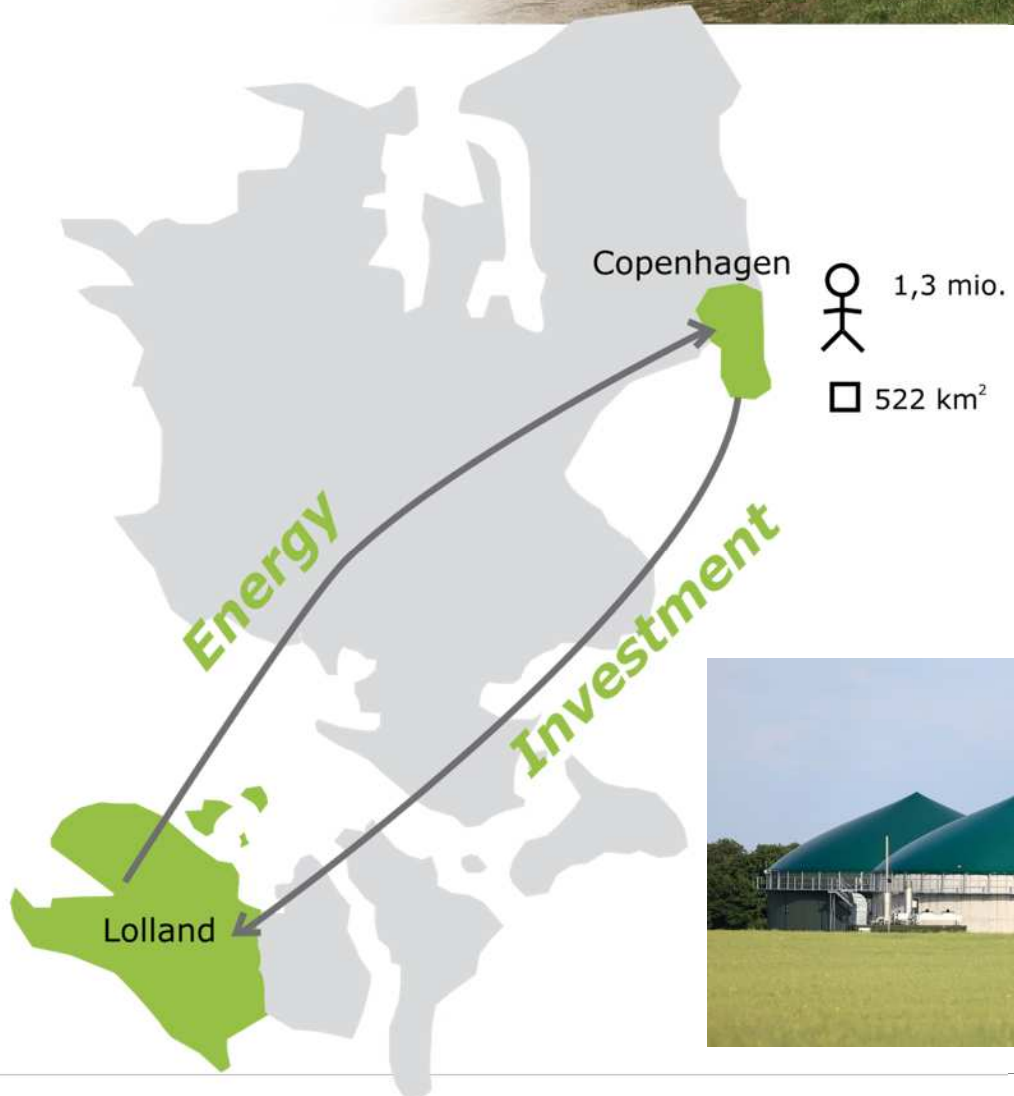 Copenhagen
1,3 mio.
522 km²
Energy
Investment
Lolland